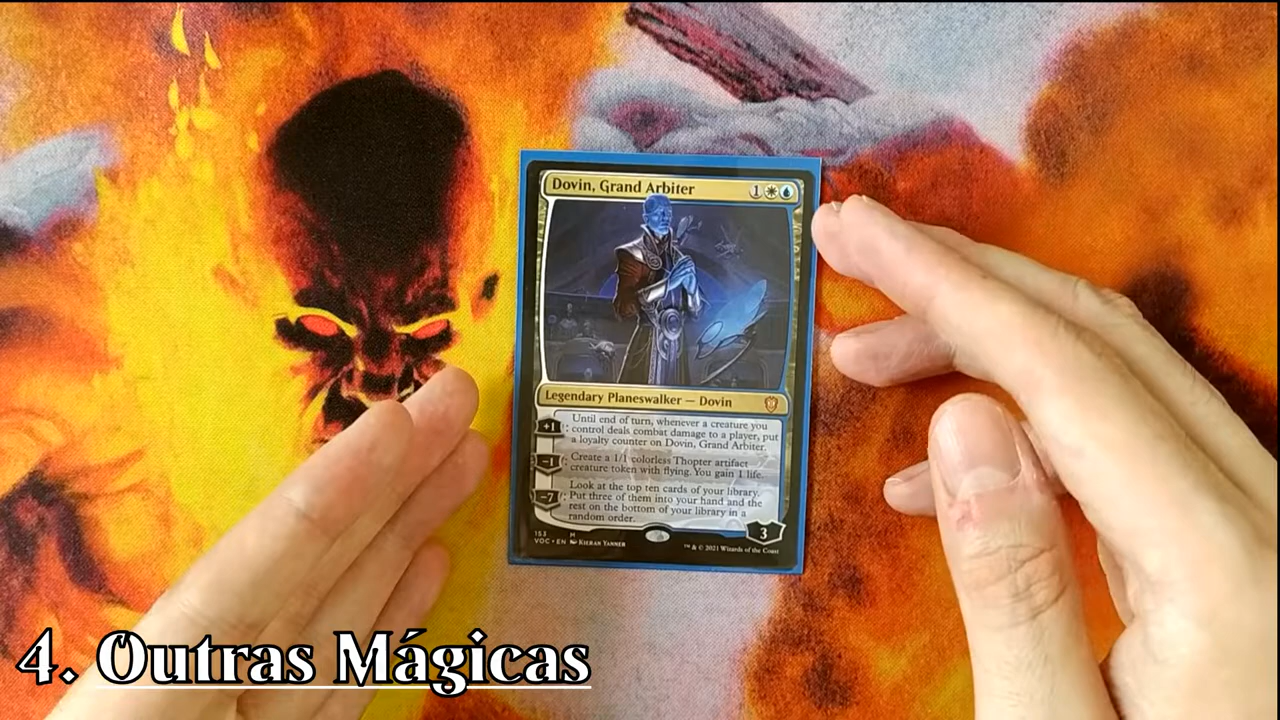 Dovin, Grand Arbiter 1
Legendary Planeswalker — Dovin
+1: Until end of turn, whenever a creature you
control deals combat damage to a player, put
a loyalty counter on Dovin, Grand Arbiter.
-1: Create a 1/1 colorless Thopter artifact
creature token with flying. You gain 1 life.
-7: Look at the top ten cards of your library.
Put three of them into your hand and the
rest on the bottom of your library in a
random order.
3
153 M
VOC • EN Kieran Yanner ™ & © 2021 Wizards of the Coast
4. Outras Mágicas